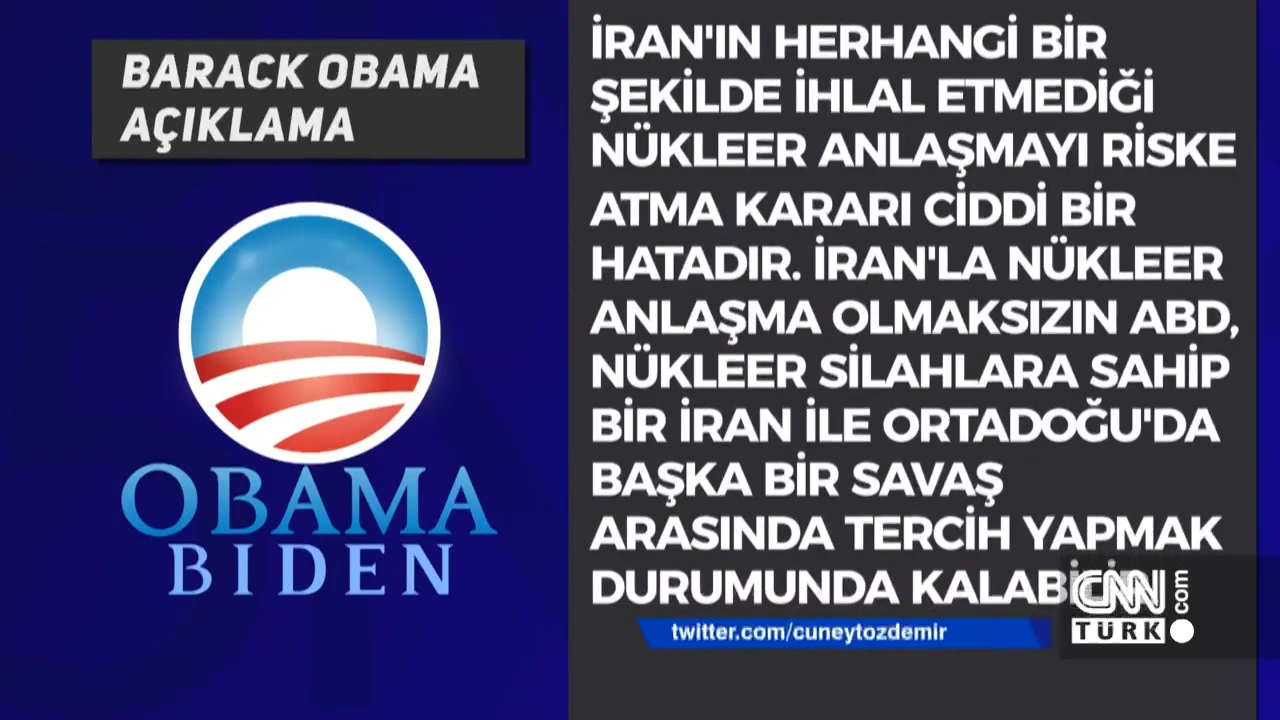 BARACK OBAMA
AÇIKLAMA
OBAMA
BIDEN
İRAN'IN HERHANGİ BİR
ŞEKİLDE İHLAL ETMEDİĞİ
NÜKLEER ANLAŞMAYI RİSKE
ATMA KARARI CİDDİ BİR
HATADIR. İRAN'LA NÜKLEER
ANLAŞMA OLMAKSIZIN ABD,
NÜKLEER SİLAHLARA SAHİP
BİR İRAN İLE ORTADOĞU'DA
BAŞKA BİR SAVAŞ
ARASINDA TERCİH YAPMAK
DURUMUNDA
twitter.com/cuneytozdemir
CNN
TÜRK
.com